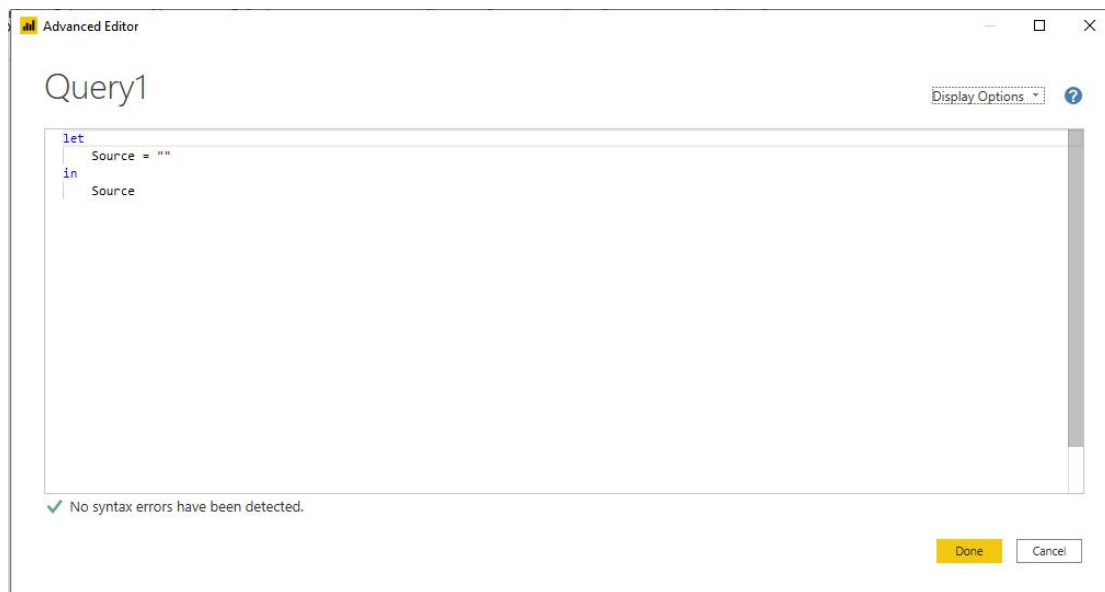 Advanced Editor
Query1
Display Options
?
let
Source = ""
in
Source
No syntax errors have been detected.
Done
Cancel